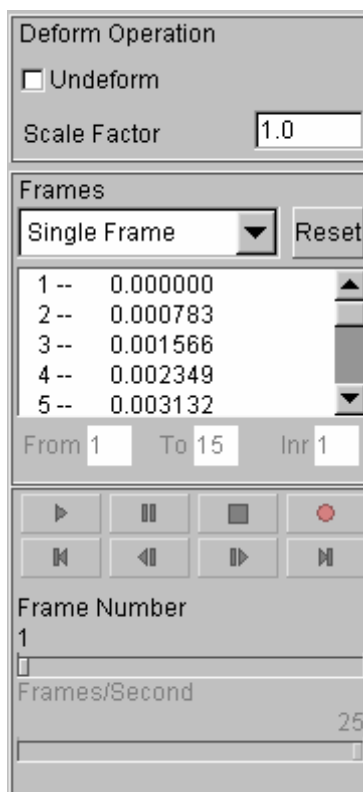 Deform Operation
Undeform
Scale Factor 1.0
Frames
Single Frame Reset
1 -- 0.000000
2 -- 0.000783
3 -- 0.001566
4 -- 0.002349
5 -- 0.003132
From 1 To 15 Inr 1
Frame Number
1
Frames/Second
25